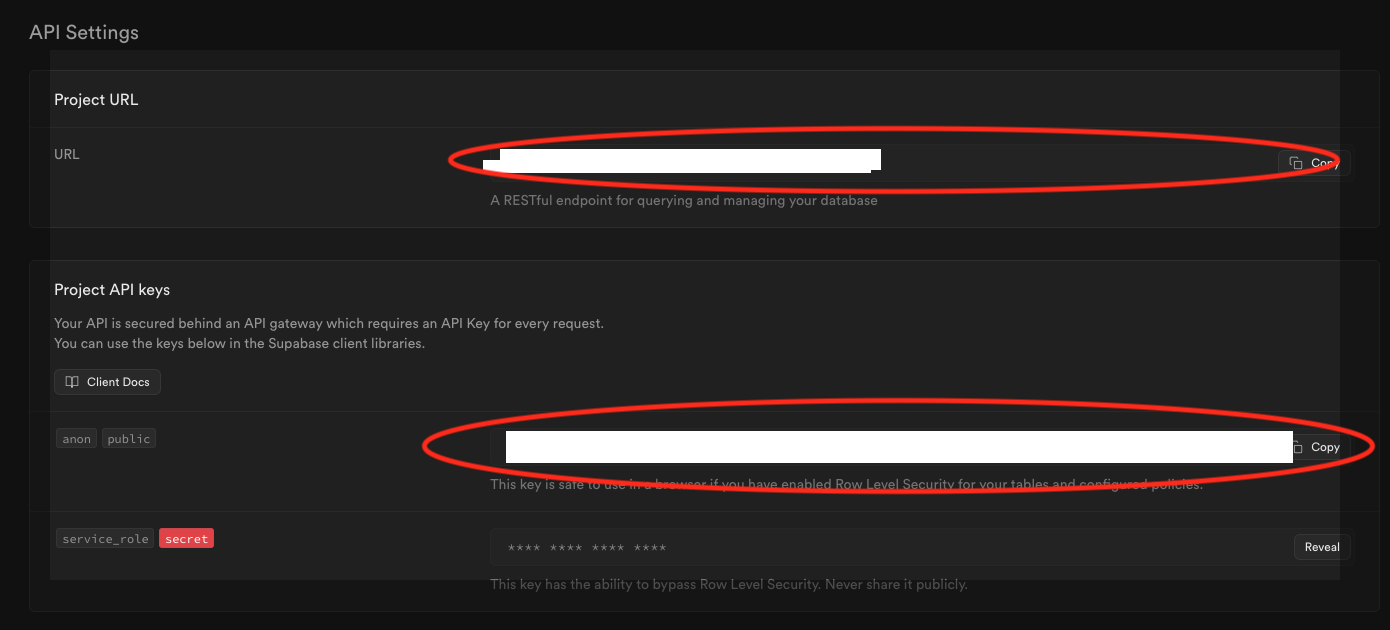 API Settings
Project URL
URL
Copy
A RESTful endpoint for querying and managing your database
Project API keys
Your API is secured behind an API gateway which requires an API Key for every request.
You can use the keys below in the Supabase client libraries.
Client Docs
anon public
Copy
This key is safe to use in a browser if you have enabled Row Level Security for your tables and configured policies.
service_role secret
**** **** **** ****
Reveal
This key has the ability to bypass Row Level Security. Never share it publicly.